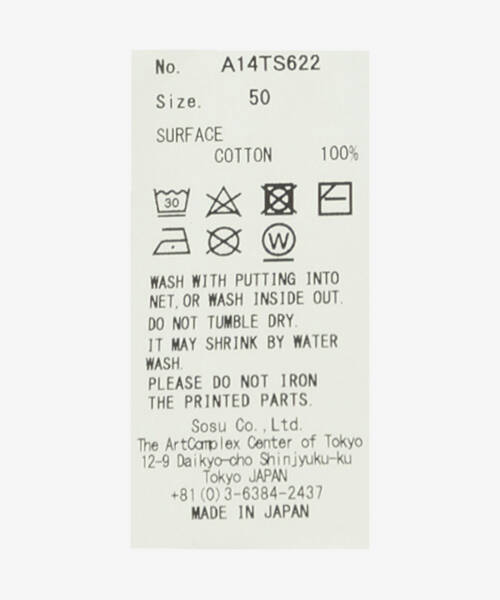 No. A14TS622
Size. 50
SURFACE
COTTON 100%
30
W
WASH WITH PUTTING INTO
NET, OR WASH INSIDE OUT.
DO NOT TUMBLE DRY.
IT MAY SHRINK BY WATER
WASH.
PLEASE DO NOT IRON
THE PRINTED PARTS.
Sosu Co.,Ltd.
The ArtComplex Center of Tokyo
12-9 Daikyo-cho Shinjyuku-ku
Tokyo JAPAN
+81(0)3-6384-2437
MADE IN JAPAN